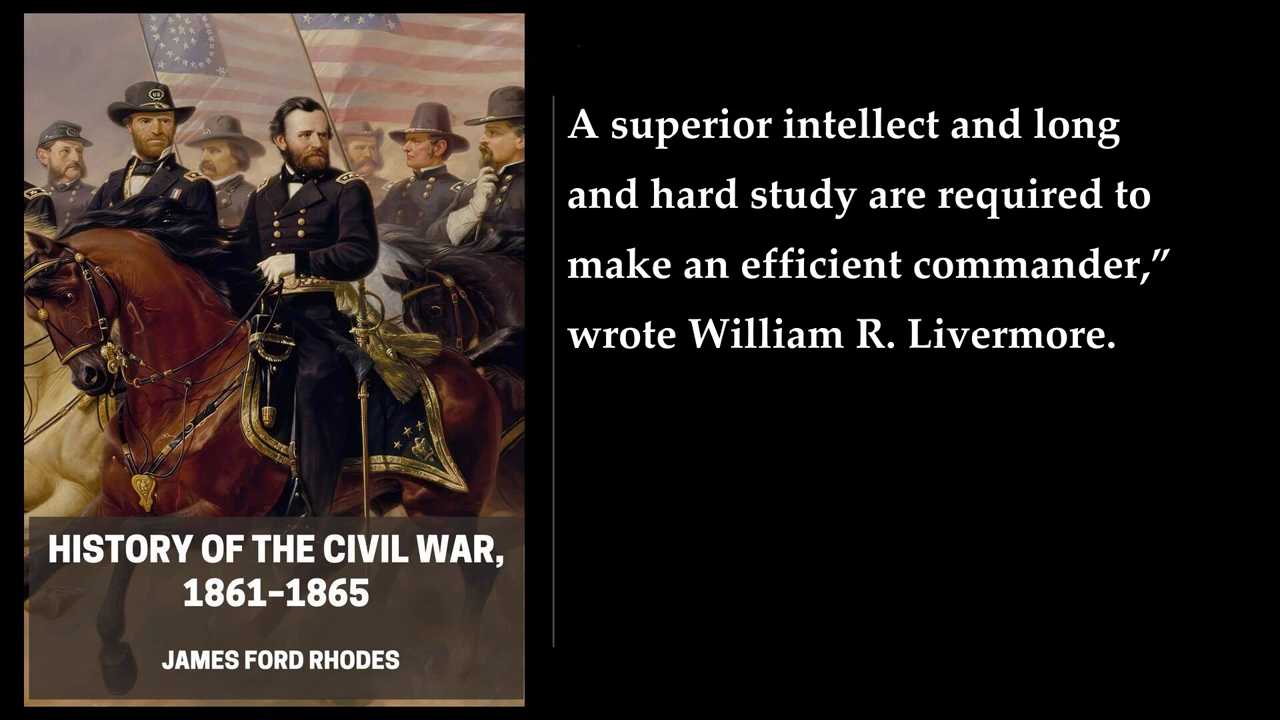 A superior intellect and long
and hard study are required to
make an efficient commander,”
wrote William R. Livermore.
HISTORY OF THE CIVIL WAR,
1861–1865
JAMES FORD RHODES